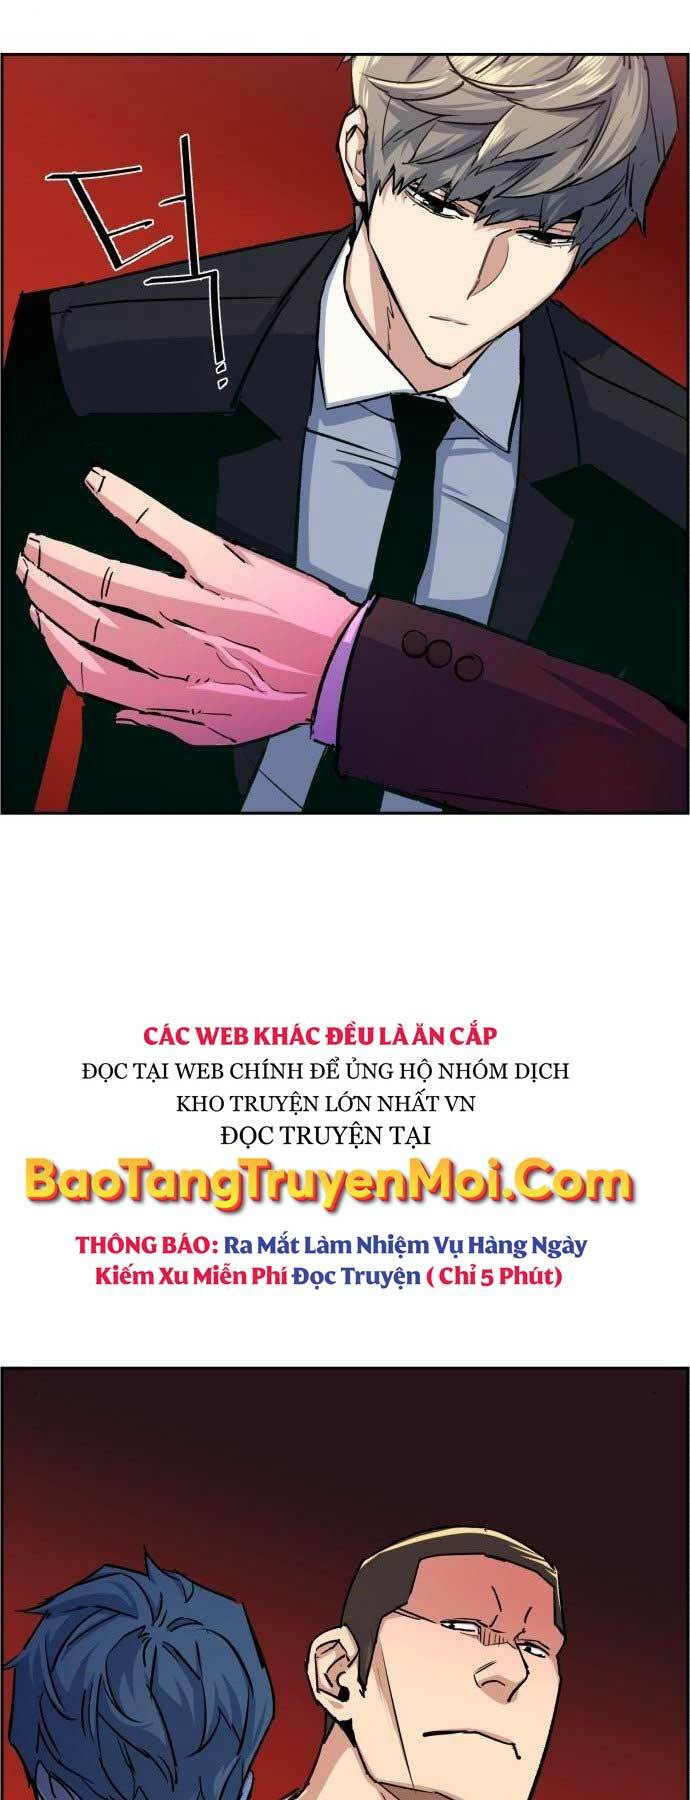 턱
CÁC WEB KHÁC ĐỀU LÀ ĂN CẮP
ĐỌC TẠI WEB CHÍNH ĐỂ ỦNG HỘ NHÓM DỊCH
KHO TRUYỆN LỚN NHẤT VN
ĐỌC TRUYỆN TẠI
BaoTangTruyenMoi.Com
THÔNG BÁO: Ra Mắt Làm Nhiệm Vụ Hàng Ngày
Kiếm Xu Miễn Phí Đọc Truyện ( Chỉ 5 Phút)